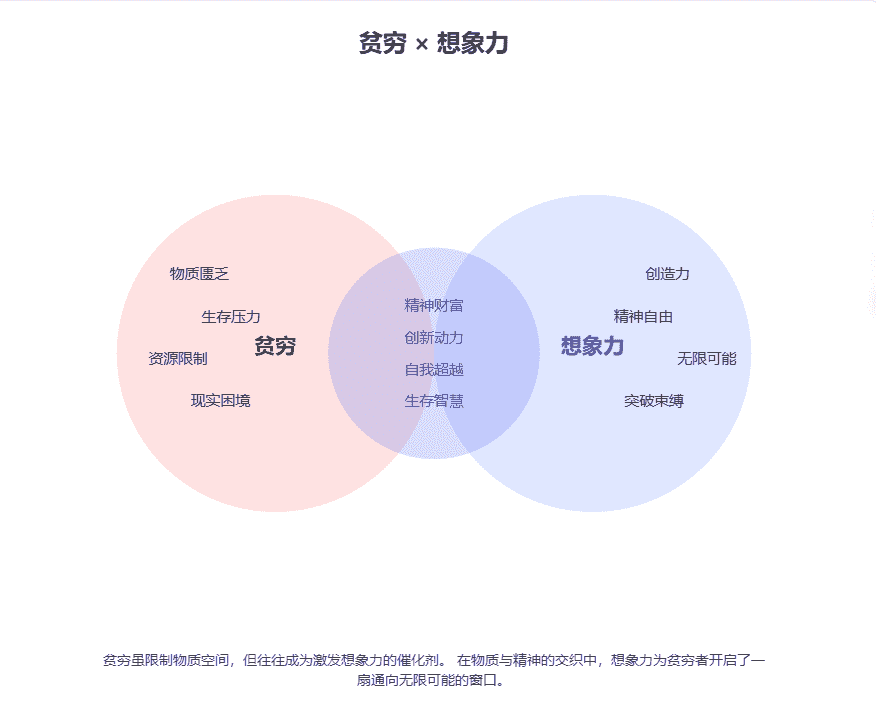 贫穷 × 想象力
物质匮乏
生存压力
资源限制
贫穷
现实困境
精神财富
创新动力
自我超越
生存智慧
创造力
精神自由
想象力
无限可能
突破束缚
贫穷虽限制物质空间，但往往成为激发想象力的催化剂。 在物质与精神的交织中，想象力为贫穷者开启了一
扇通向无限可能的窗口。